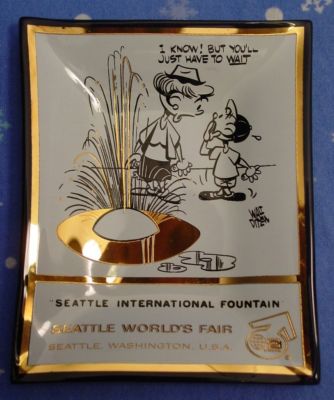 I KNOW! BUT YOU'LL
JUST HAVE TO WAIT
WALT
DITZEN
"SEATTLE INTERNATIONAL FOUNTAIN"
SEATTLE WORLD'S FAIR
SEATTLE, WASHINGTON, U.S.A.